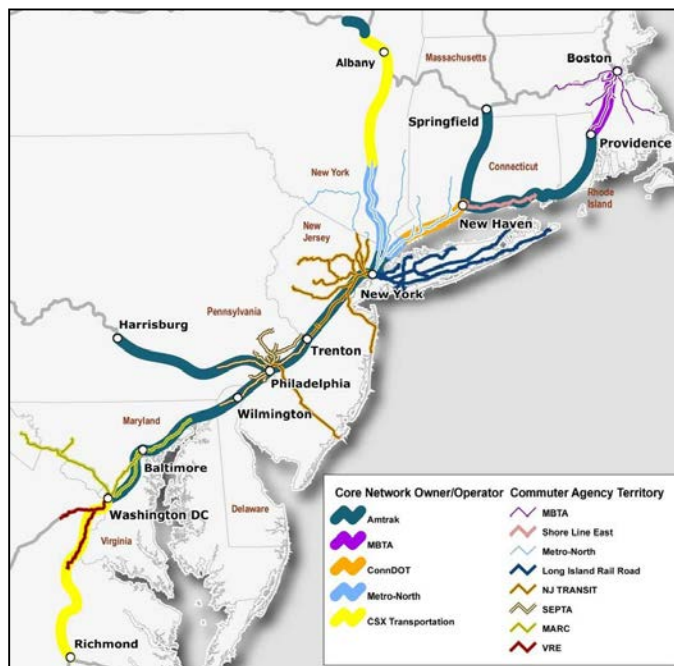 Boston
Massachusetts
Albany
Springfield
Providence
Connecticut
New York
Rhode
Island
New Haven
New
Jersey
New York
Harrisburg
Pennsylvania
Trenton
Philadelphia
Wilmington
Maryland
Baltimore
Washington DC
Delaware
Virginia
Richmond
Core Network Owner/Operator
Amtrak
MBTA
ConnDOT
Metro-North
CSX Transportation
Commuter Agency Territory
MBTA
Shore Line East
Metro-North
Long Island Rail Road
NJ TRANSIT
SEPTA
MARC
VRE